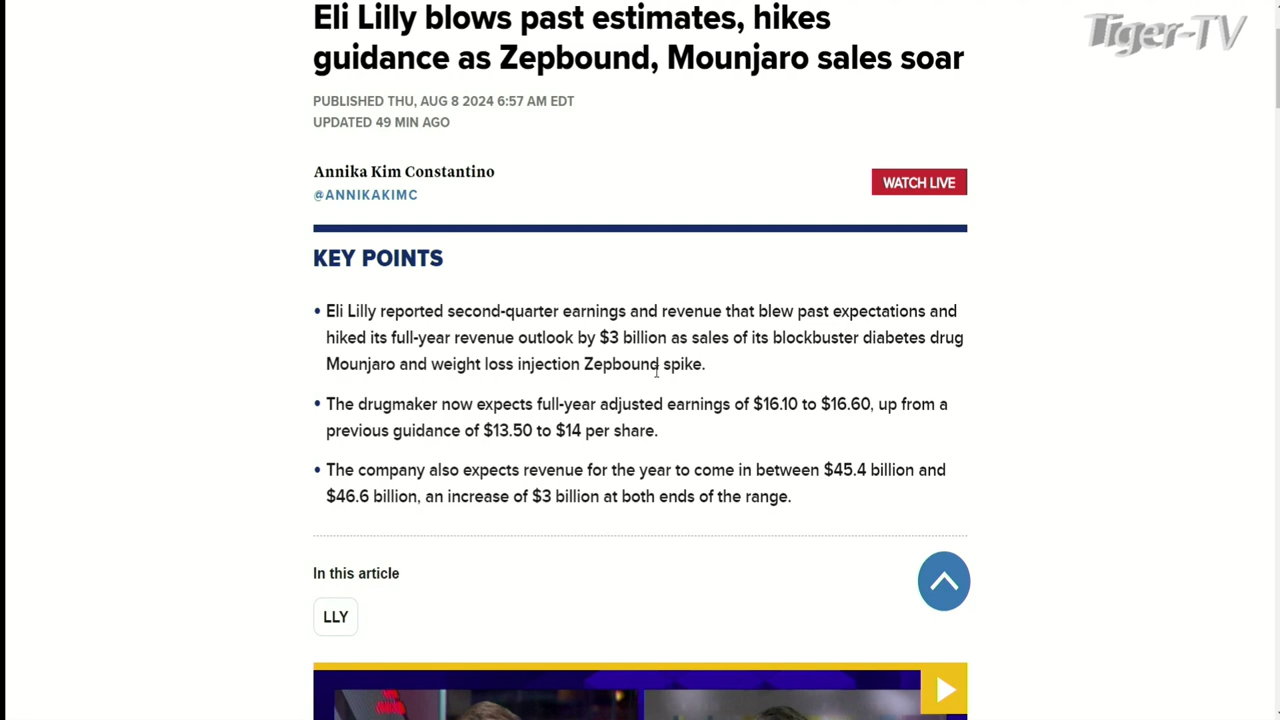 Eli Lilly blows past estimates, hikes
Tiger-TV
guidance as Zepbound, Mounjaro sales soar
PUBLISHED THU, AUG 8 2024 6:57 AM EDT
UPDATED 49 MIN AGO
Annika Kim Constantino
@ANNIKAKIMC
WATCH LIVE
KEY POINTS
• Eli Lilly reported second-quarter earnings and revenue that blew past expectations and
hiked its full-year revenue outlook by $3 billion as sales of its blockbuster diabetes drug
Mounjaro and weight loss injection Zepbound spike.
• The drugmaker now expects full-year adjusted earnings of $16.10 to $16.60, up from a
previous guidance of $13.50 to $14 per share.
• The company also expects revenue for the year to come in between $45.4 billion and
$46.6 billion, an increase of $3 billion at both ends of the range.
In this article
LLY